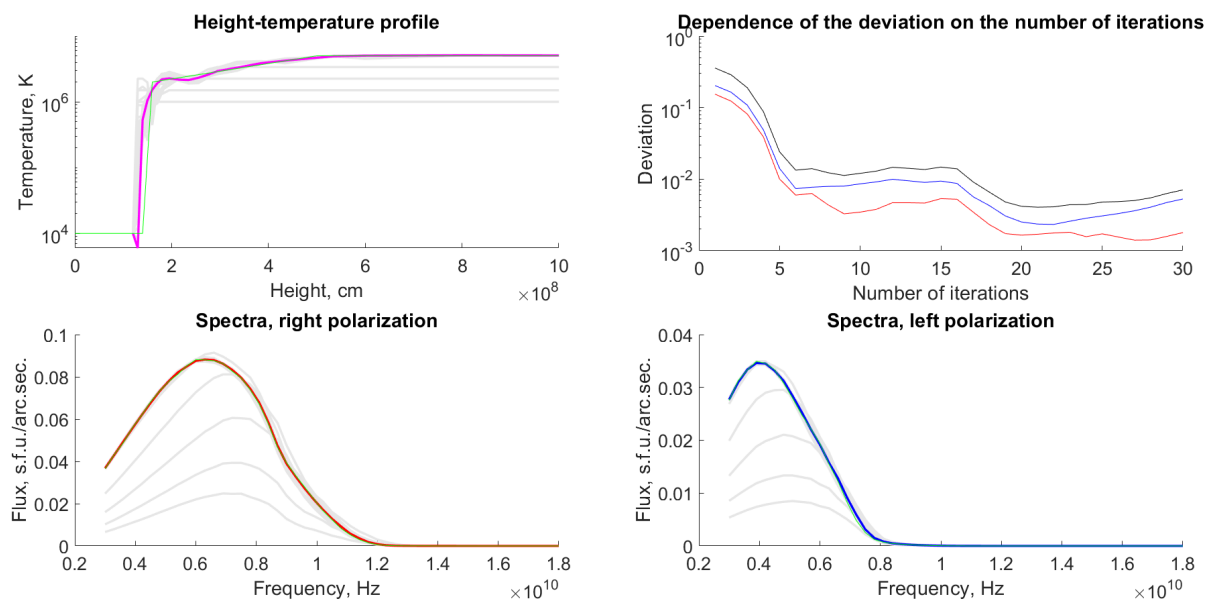 Height-temperature profile
Temperature, K
10^6
10^4
0 2 4 6 8 10
Height, cm
×10^8
Dependence of the deviation on the number of iterations
Deviation
10^0
10^-1
10^-2
10^-3
0 5 10 15 20 25 30
Number of iterations
Spectra, right polarization
Flux, s.f.u./arc.sec.
0.1
0.08
0.06
0.04
0.02
0
0.2 0.4 0.6 0.8 1 1.2 1.4 1.6 1.8
Frequency, Hz
×10^10
Spectra, left polarization
Flux, s.f.u./arc.sec.
0.04
0.03
0.02
0.01
0
0.2 0.4 0.6 0.8 1 1.2 1.4 1.6 1.8
Frequency, Hz
×10^10